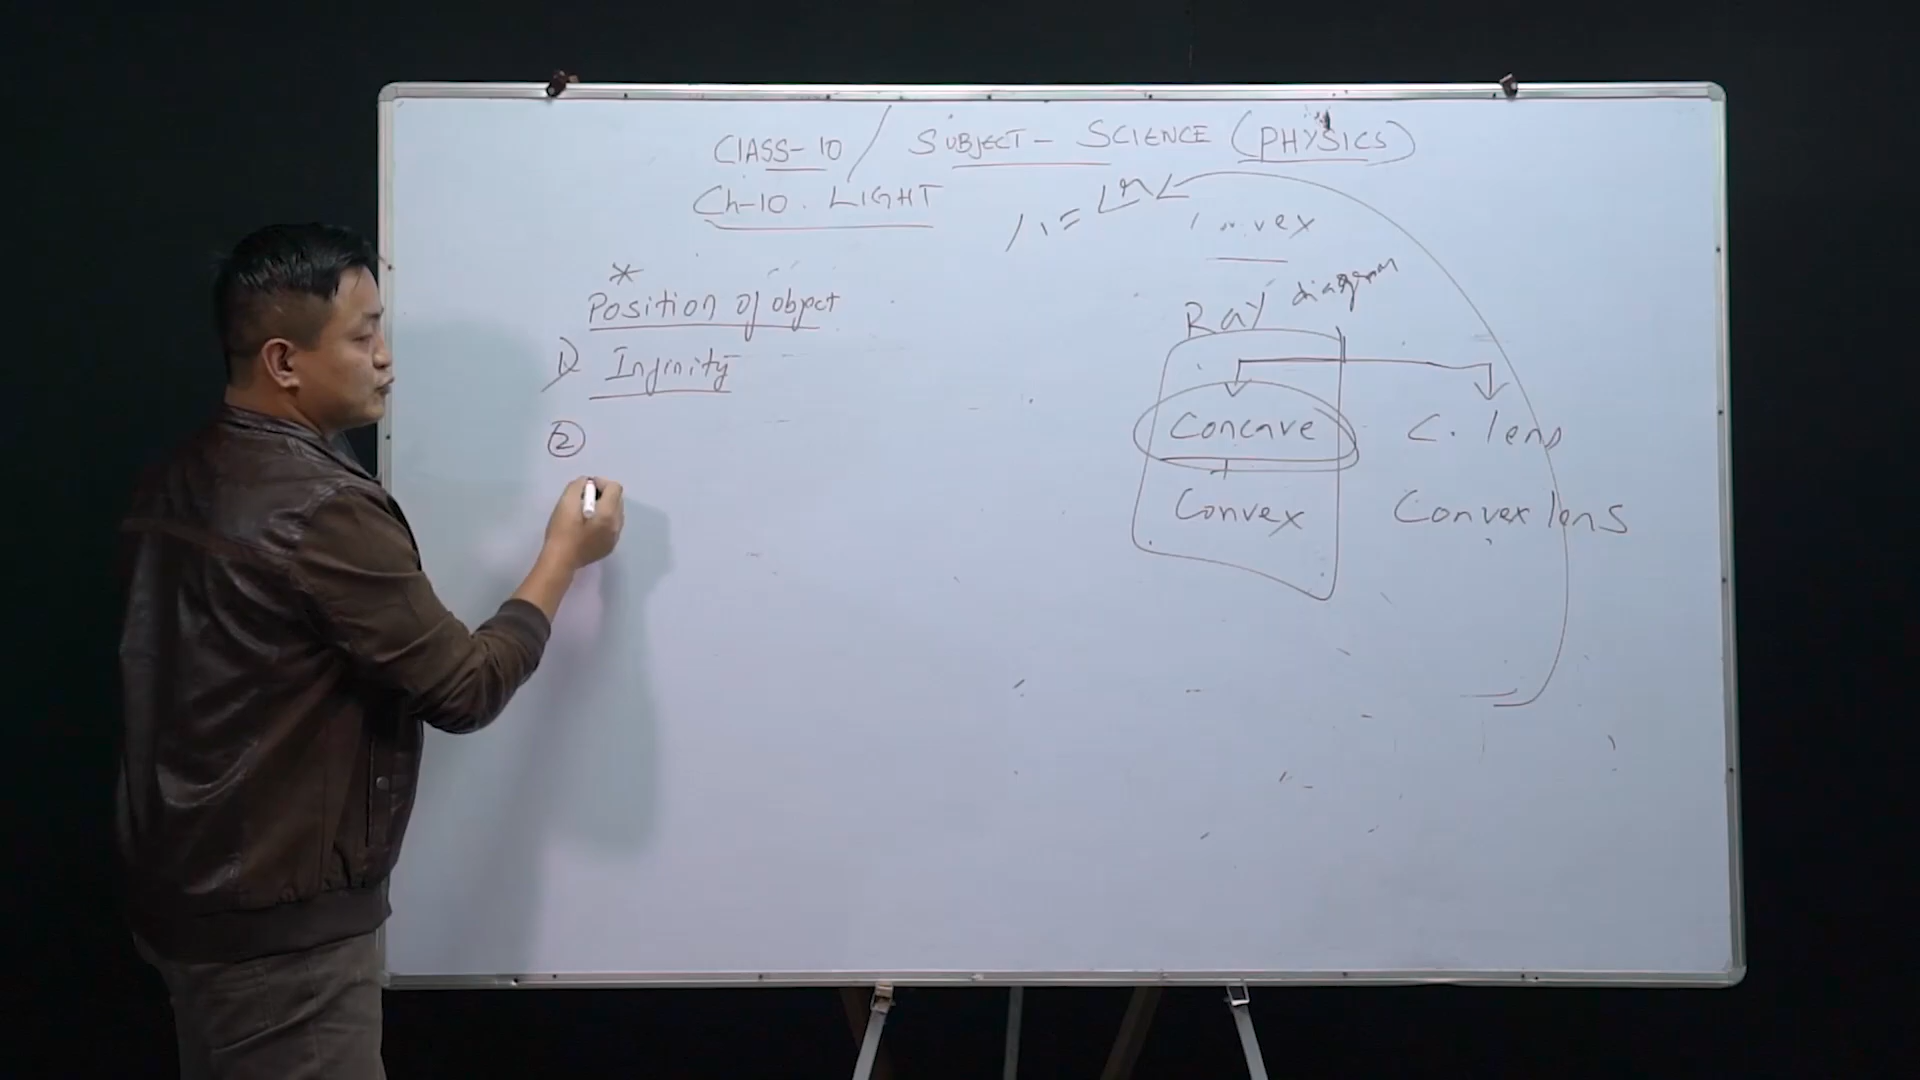 CLASS-10 / SUBJECT- SCIENCE (PHYSICS)
Ch-10. LIGHT
vex
*
Position of object
1) Infinity
②
Ray diagram
Concave
+
Convex
C. lens
Convex lens